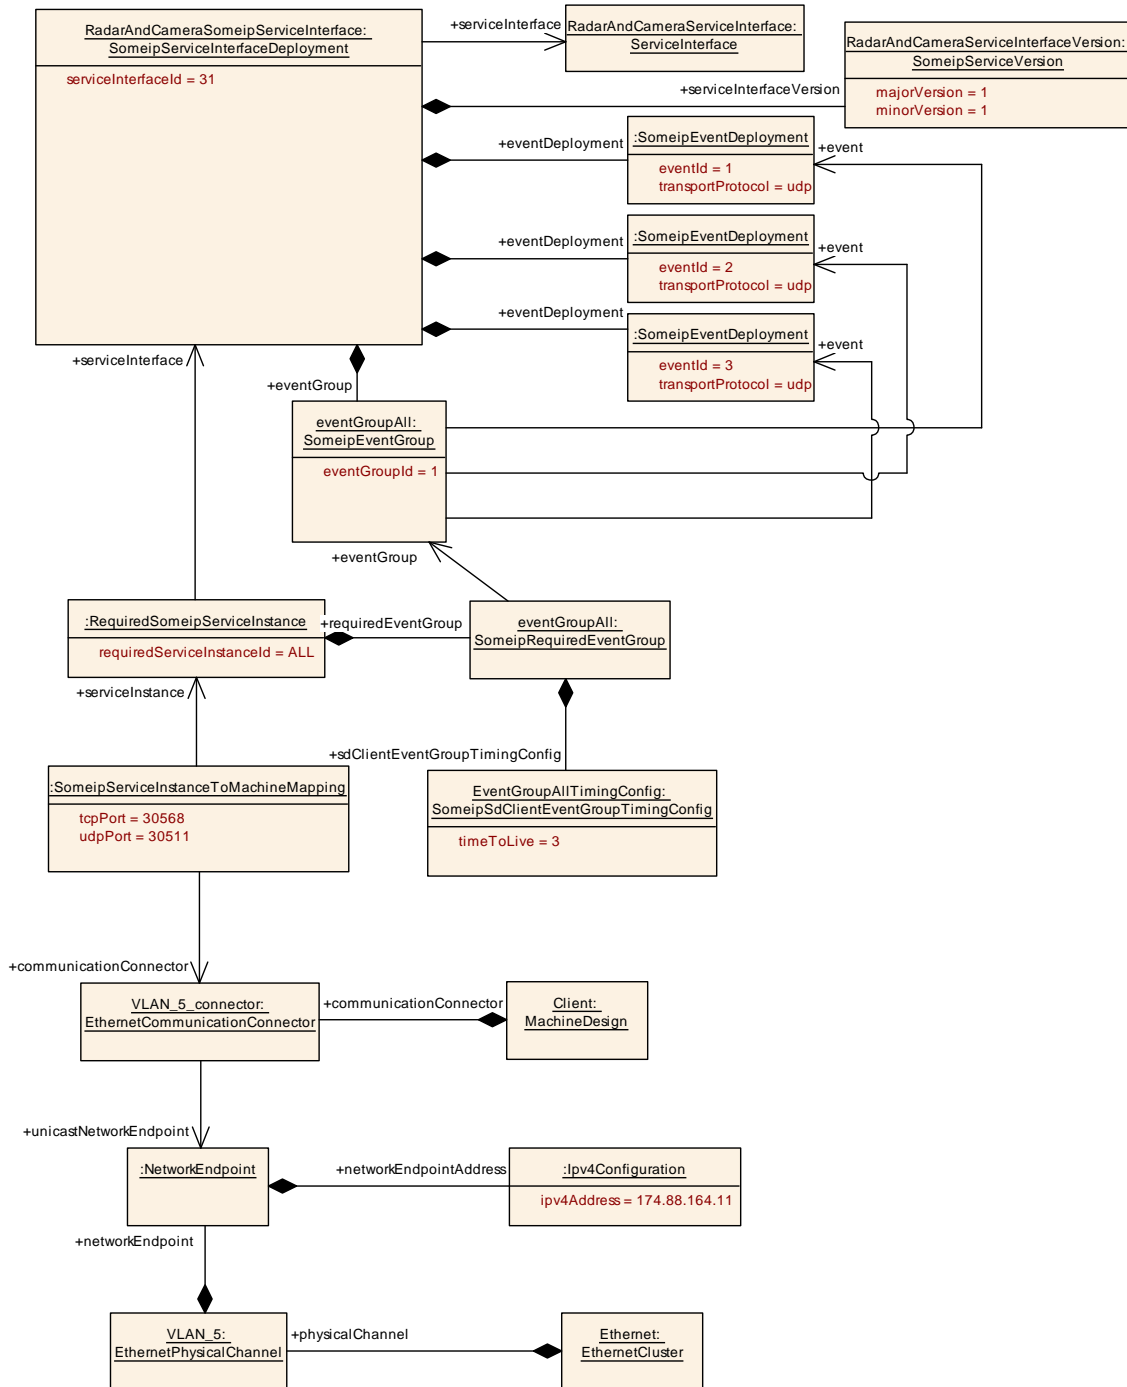 RadarAndCameraSomeipServiceInterface:
SomeipServiceInterfaceDeployment
serviceInterfaceId = 31
+serviceInterface
RadarAndCameraServiceInterface:
ServiceInterface
RadarAndCameraServiceInterfaceVersion:
SomeipServiceVersion
majorVersion = 1
minorVersion = 1
+serviceInterfaceVersion
+eventDeployment
:SomeipEventDeployment
eventId = 1
transportProtocol = udp
+event
+eventDeployment
:SomeipEventDeployment
eventId = 2
transportProtocol = udp
+event
+eventDeployment
:SomeipEventDeployment
eventId = 3
transportProtocol = udp
+event
+serviceInterface
+eventGroup
eventGroupAll:
SomeipEventGroup
eventGroupId = 1
+eventGroup
:RequiredSomeipServiceInstance
requiredServiceInstanceId = ALL
+requiredEventGroup
eventGroupAll:
SomeipRequiredEventGroup
+serviceInstance
+sdClientEventGroupTimingConfig
:SomeipServiceInstanceToMachineMapping
tcpPort = 30568
udpPort = 30511
EventGroupAllTimingConfig:
SomeipSdClientEventGroupTimingConfig
timeToLive = 3
+communicationConnector
VLAN_5_connector:
EthernetCommunicationConnector
+communicationConnector
Client:
MachineDesign
+unicastNetworkEndpoint
:NetworkEndpoint
+networkEndpointAddress
:Ipv4Configuration
ipv4Address = 174.88.164.11
+networkEndpoint
VLAN_5:
EthernetPhysicalChannel
+physicalChannel
Ethernet:
EthernetCluster